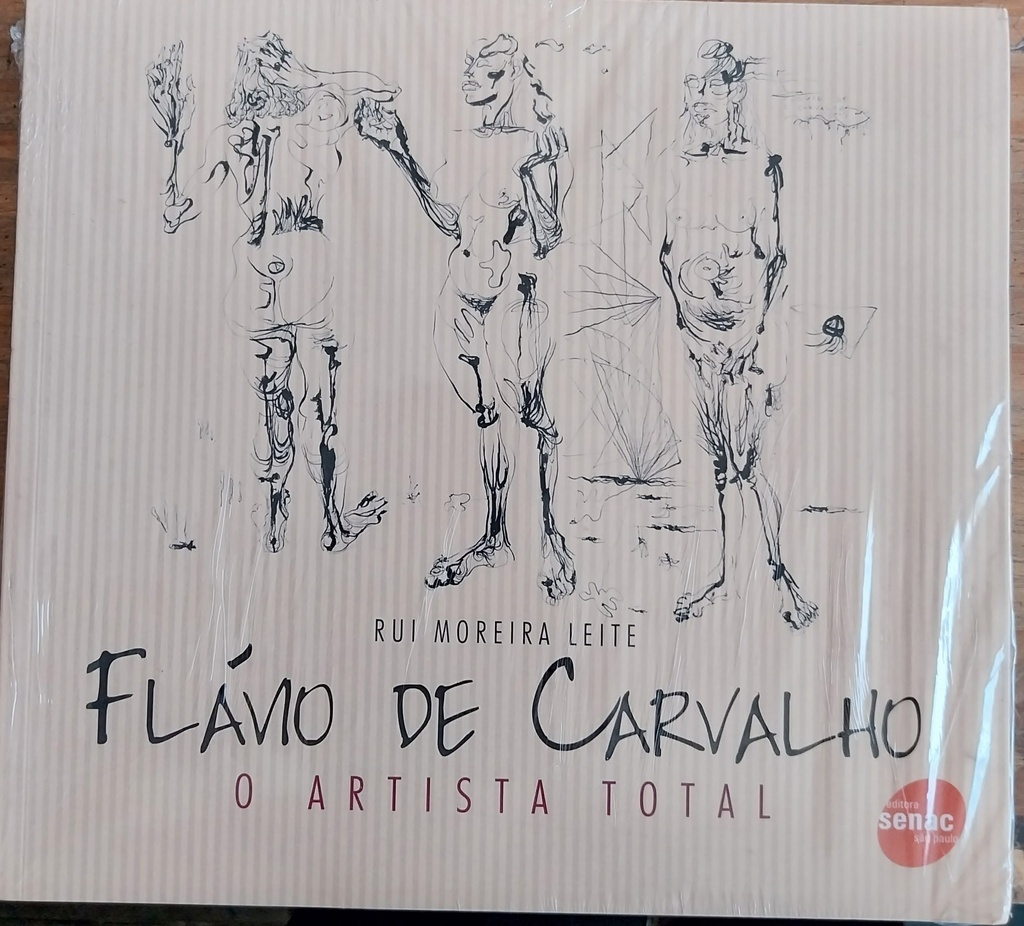 RUI MOREIRA LEITE
FLÁVIO DE CARVALHO
O ARTISTA TOTAL
editora
senac
são paulo